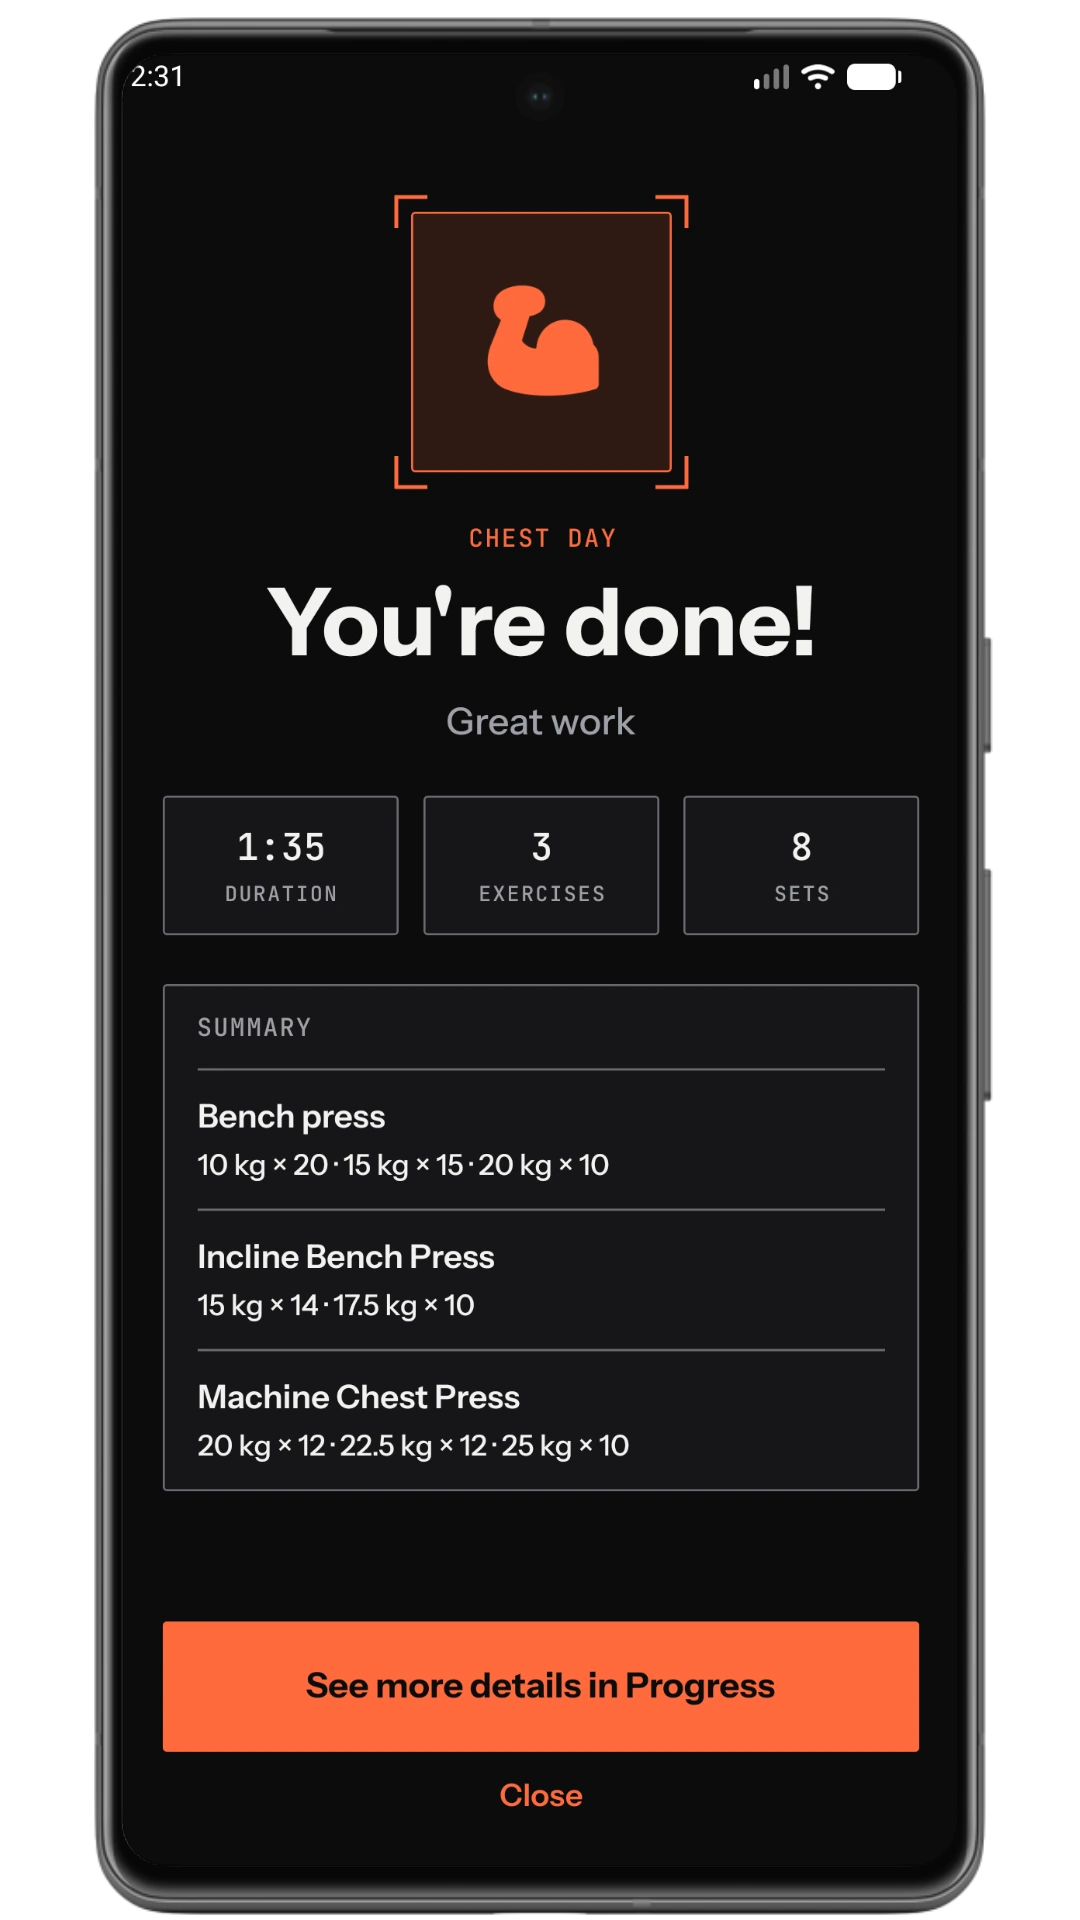 2:31
CHEST DAY
You're done!
Great work
1:35
DURATION
3
EXERCISES
8
SETS
SUMMARY
Bench press
10 kg × 20 · 15 kg × 15 · 20 kg × 10
Incline Bench Press
15 kg × 14 · 17.5 kg × 10
Machine Chest Press
20 kg × 12 · 22.5 kg × 12 · 25 kg × 10
See more details in Progress
Close